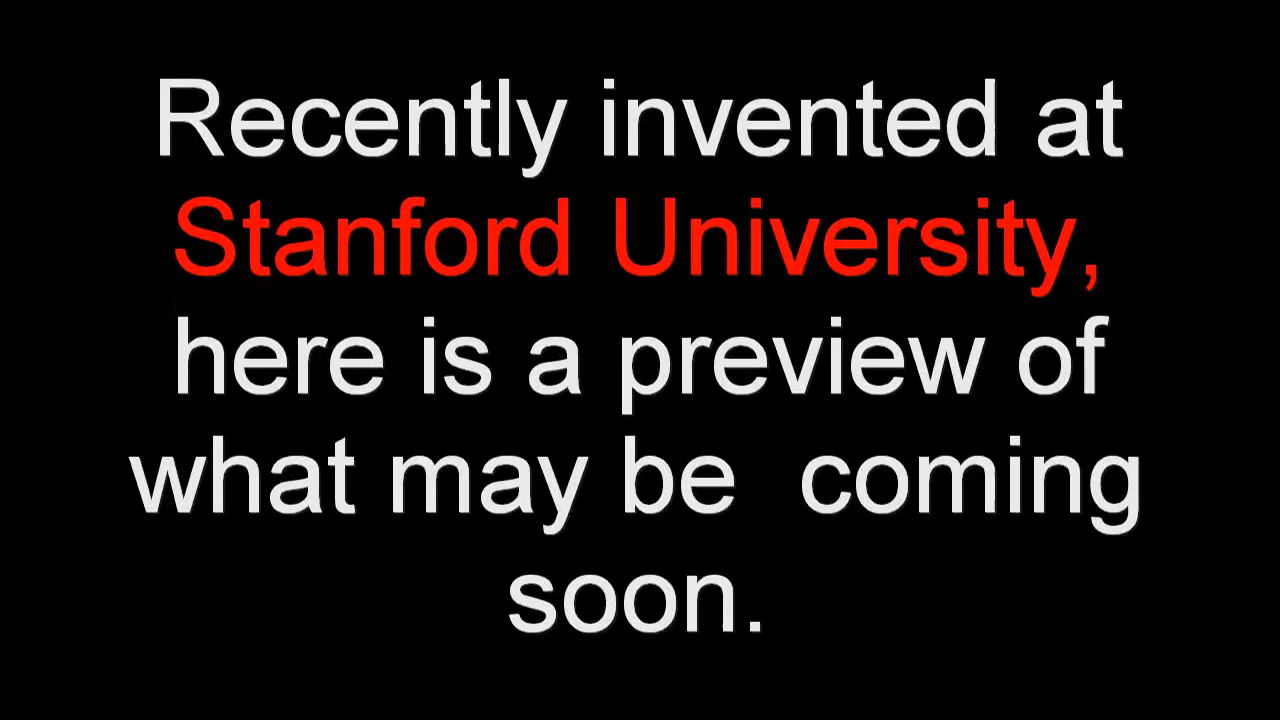 Recently invented at
Stanford University,
here is a preview of
what may be  coming
soon.